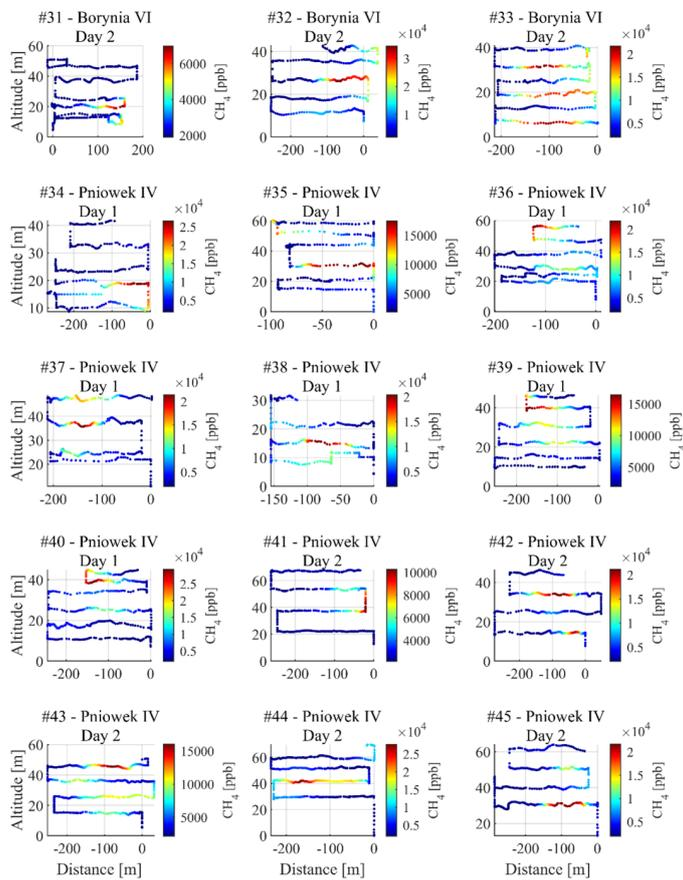 #31 - Borynia VI
Day 2
60
40
20
0
0 100 200
Altitude [m]
6000
4000
2000
CH4 [ppb]
#32 - Borynia VI
Day 2
40
20
0
-200 -100 0
×10^4
3
2
1
CH4 [ppb]
#33 - Borynia VI
Day 2
40
20
0
-200 -100 0
×10^4
2
1.5
1
0.5
CH4 [ppb]
#34 - Pniowek IV
Day 1
40
30
20
10
-200 -100 0
Altitude [m]
×10^4
2.5
2
1.5
1
0.5
CH4 [ppb]
#35 - Pniowek IV
Day 1
60
40
20
0
-100 -50 0
15000
10000
5000
CH4 [ppb]
#36 - Pniowek IV
Day 1
60
40
20
0
-200 -100 0
×10^4
2
1.5
1
0.5
CH4 [ppb]
#37 - Pniowek IV
Day 1
40
30
20
-200 -100 0
Altitude [m]
×10^4
2
1.5
1
0.5
CH4 [ppb]
#38 - Pniowek IV
Day 1
30
20
10
0
-150 -100 -50 0
×10^4
2
1.5
1
0.5
CH4 [ppb]
#39 - Pniowek IV
Day 1
40
20
0
-200 -100 0
15000
10000
5000
CH4 [ppb]
#40 - Pniowek IV
Day 1
40
20
0
-200 -100 0
Altitude [m]
×10^4
2.5
2
1.5
1
0.5
CH4 [ppb]
#41 - Pniowek IV
Day 2
60
40
20
0
-200 -100 0
10000
8000
6000
4000
CH4 [ppb]
#42 - Pniowek IV
Day 2
40
20
0
-200 0
×10^4
2.5
2
1.5
1
0.5
CH4 [ppb]
#43 - Pniowek IV
Day 2
60
40
20
0
-200 -100 0
Altitude [m]
Distance [m]
15000
10000
5000
CH4 [ppb]
#44 - Pniowek IV
Day 2
60
40
20
0
-200 -100 0
Distance [m]
×10^4
2.5
2
1.5
1
0.5
CH4 [ppb]
#45 - Pniowek IV
Day 2
60
40
20
-200 -100 0
Distance [m]
×10^4
2
1.5
1
0.5
CH4 [ppb]